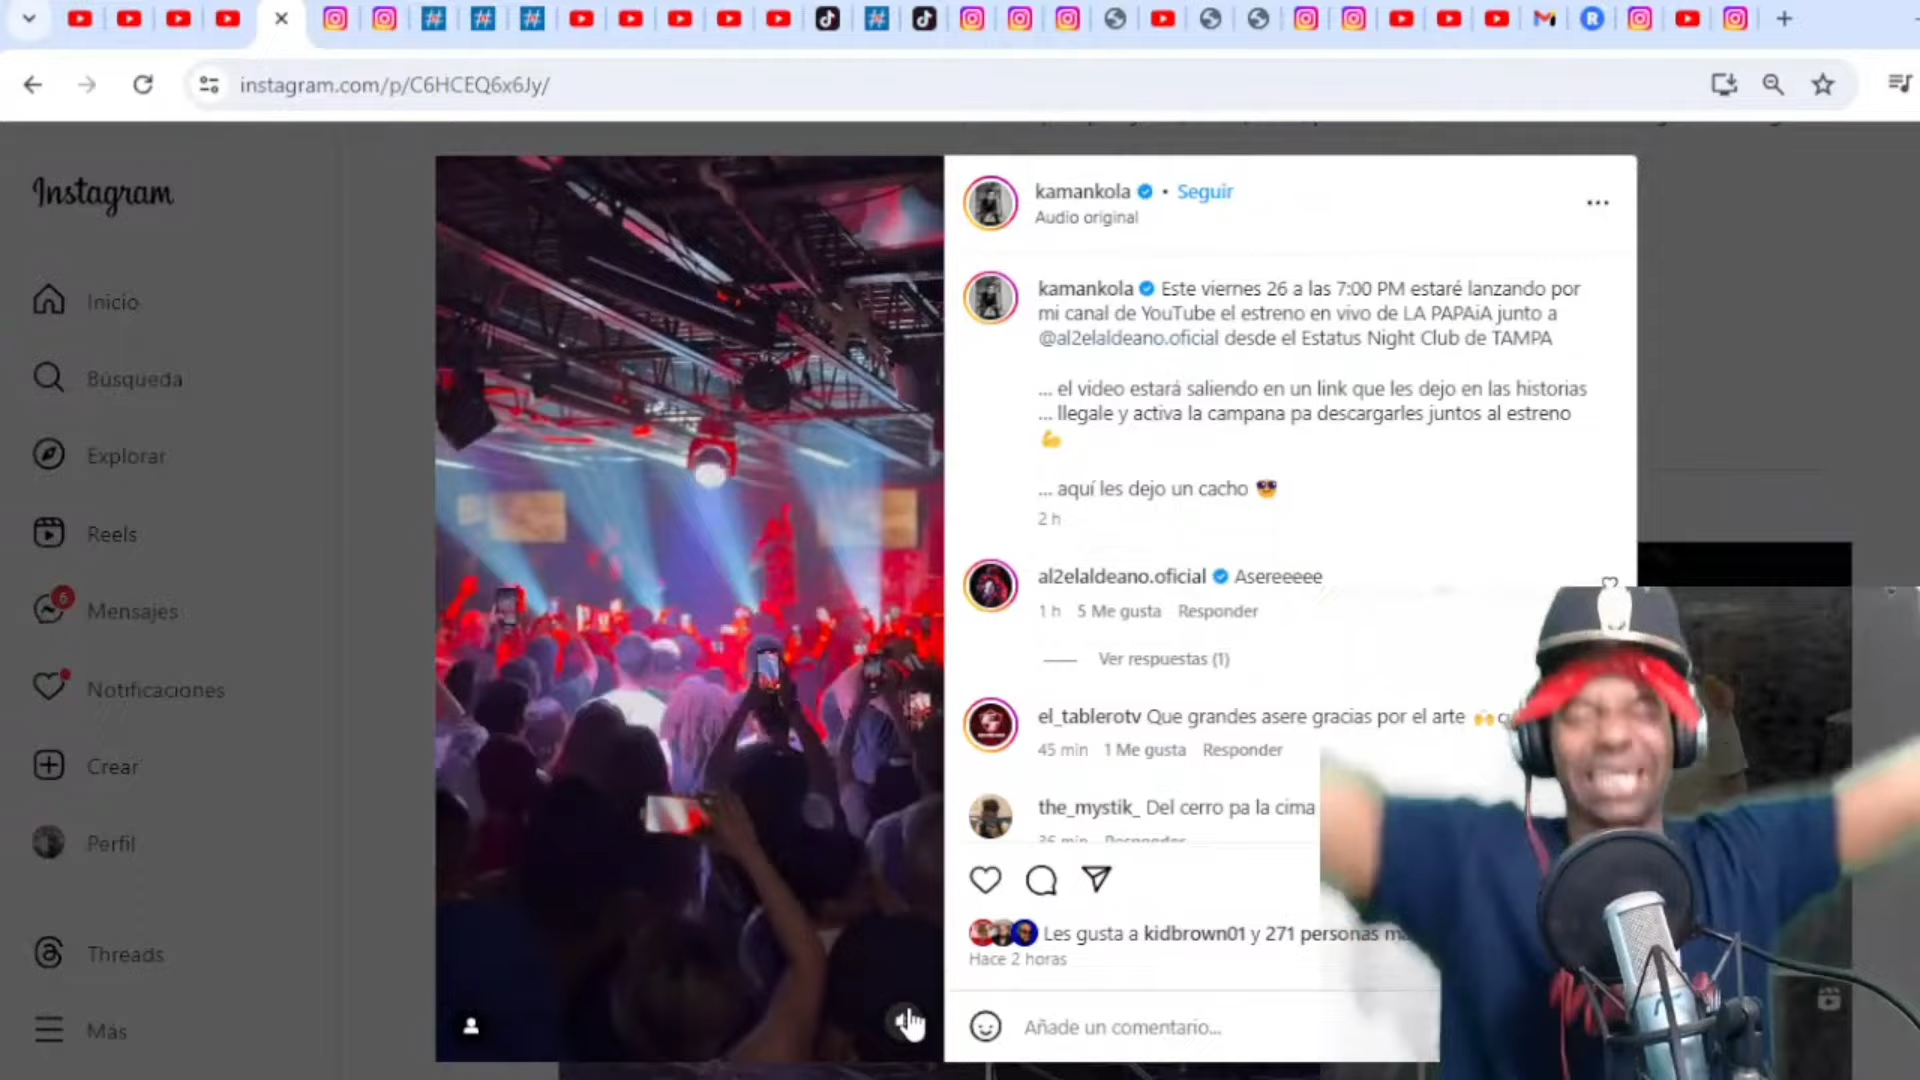 instagram.com/p/C6HCEQ6x6Jy/
Instagram
Inicio
Búsqueda
Explorar
Reels
6
Mensajes
Notificaciones
Crear
Perfil
Threads
Más
kamankola • Seguir
Audio original
kamankola Este viernes 26 a las 7:00 PM estaré lanzando por
mi canal de YouTube el estreno en vivo de LA PAPAiA junto a
@al2elaldeano.oficial desde el Estatus Night Club de TAMPA
... el video estará saliendo en un link que les dejo en las historias
... llegale y activa la campana pa descargarles juntos al estreno
💪
... aquí les dejo un cacho 😎
2 h
al2elaldeano.oficial Asereeeee
1 h 5 Me gusta Responder
Ver respuestas (1)
el_tablerotv Que grandes asere gracias por el arte 🙌
45 min 1 Me gusta Responder
the_mystik_ Del cerro pa la cima
36 min Responder
Les gusta a kidbrown01 y 271 personas
Hace 2 horas
Añade un comentario...